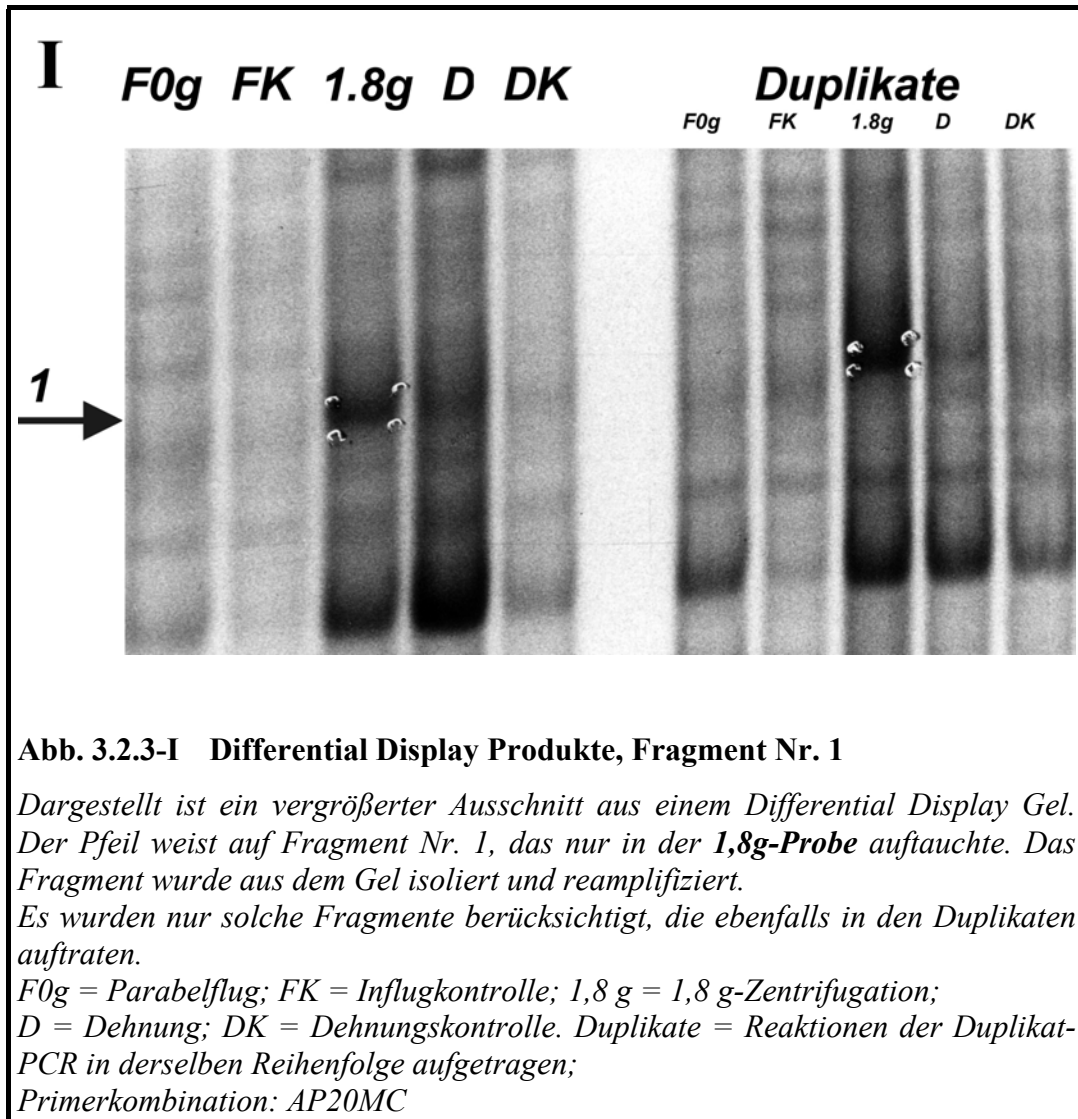 I
F0g FK 1.8g D DK
Duplikate
F0g FK 1.8g D DK
1
Abb. 3.2.3-I Differential Display Produkte, Fragment Nr. 1
Dargestellt ist ein vergrößerter Ausschnitt aus einem Differential Display Gel.
Der Pfeil weist auf Fragment Nr. 1, das nur in der 1,8g-Probe auftauchte. Das
Fragment wurde aus dem Gel isoliert und reamplifiziert.
Es wurden nur solche Fragmente berücksichtigt, die ebenfalls in den Duplikaten
auftraten.
F0g = Parabelflug; FK = Influgkontrolle; 1,8 g = 1,8 g-Zentrifugation;
D = Dehnung; DK = Dehnungskontrolle. Duplikate = Reaktionen der Duplikat-
PCR in derselben Reihenfolge aufgetragen;
Primerkombination: AP20MC